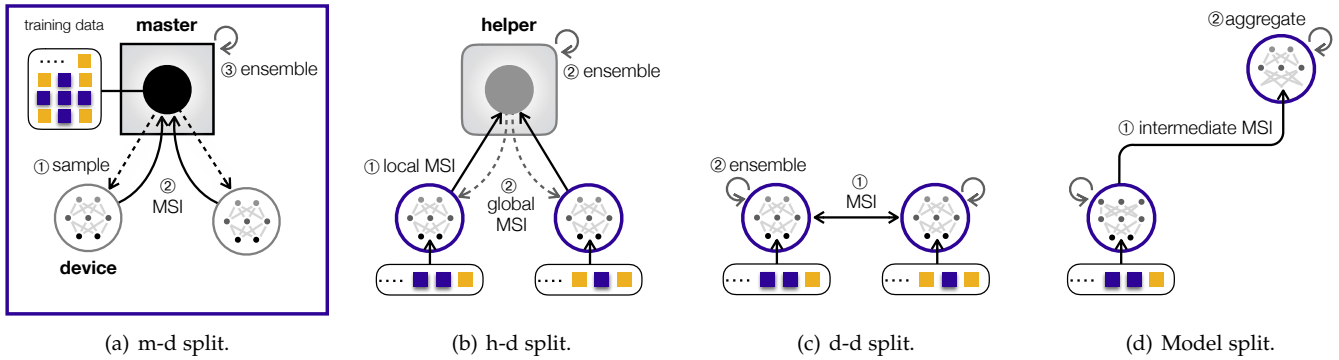 training data
master
....
③ ensemble
① sample
②
MSI
device
(a) m-d split.
helper
② ensemble
① local MSI
②
global
MSI
....
....
(b) h-d split.
② ensemble
①
MSI
....
....
(c) d-d split.
② aggregate
① intermediate MSI
....
(d) Model split.